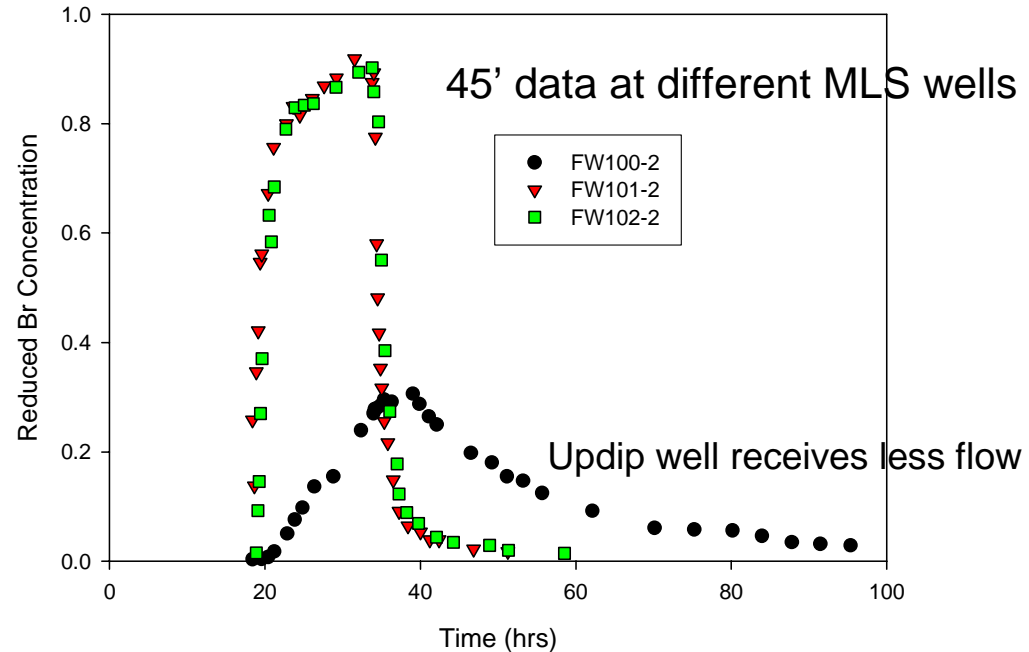 1.0
45’ data at different MLS wells
0.8
FW100-2
FW101-2
FW102-2
0.6
Reduced Br Concentration
0.4
Updip well receives less flow
0.2
0.0
0 20 40 60 80 100
Time (hrs)